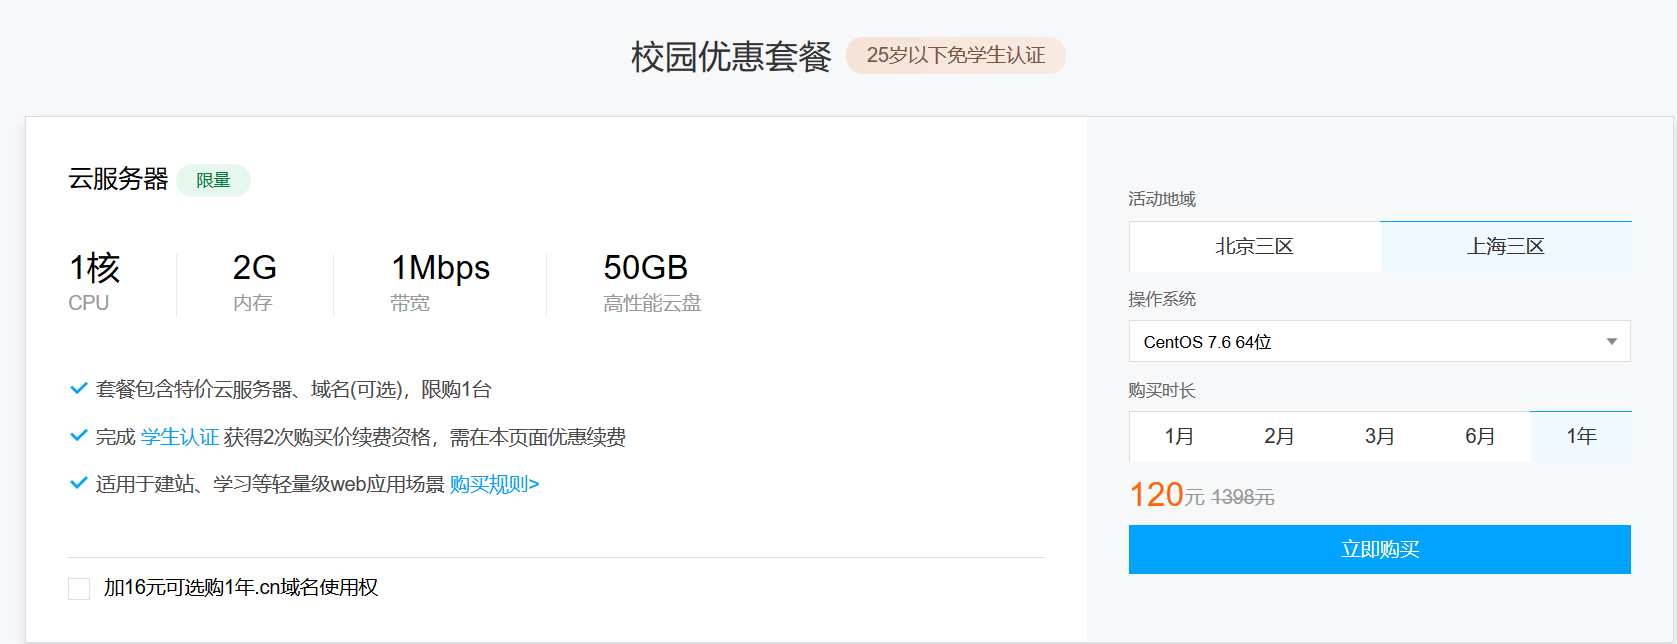 校园优惠套餐 25岁以下免学生认证
云服务器 限量
1核 2G 1Mbps 50GB
CPU 内存 带宽 高性能云盘
套餐包含特价云服务器、域名(可选)，限购1台
完成 学生认证 获得2次购买价续费资格，需在本页面优惠续费
适用于建站、学习等轻量级web应用场景 购买规则>
加16元可选购1年.cn域名使用权
活动地域
北京三区 上海三区
操作系统
CentOS 7.6 64位
购买时长
1月 2月 3月 6月 1年
120元 1398元
立即购买